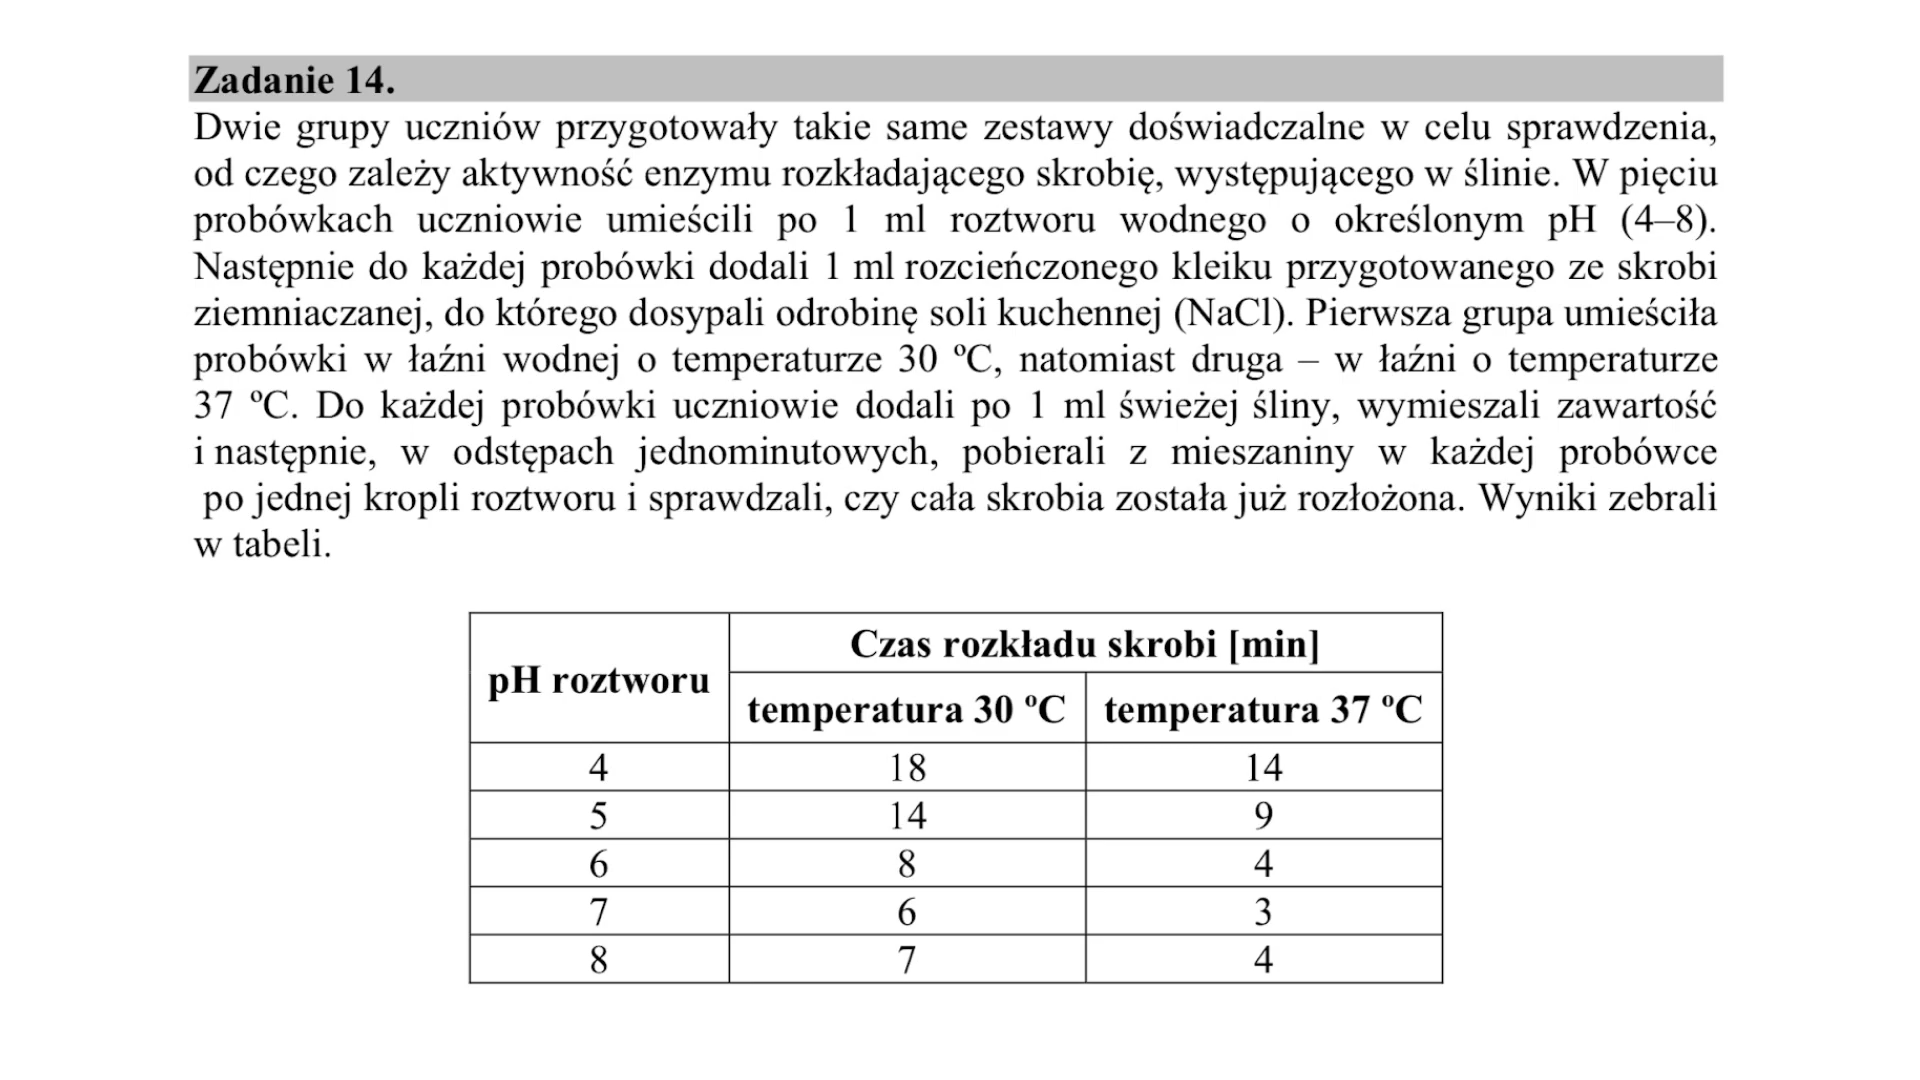 Zadanie 14.
Dwie grupy uczniów przygotowały takie same zestawy doświadczalne w celu sprawdzenia,
od czego zależy aktywność enzymu rozkładającego skrobię, występującego w ślinie. W pięciu
probówkach uczniowie umieścili po 1 ml roztworu wodnego o określonym pH (4–8).
Następnie do każdej probówki dodali 1 ml rozcieńczonego kleiku przygotowanego ze skrobi
ziemniaczanej, do którego dosypali odrobinę soli kuchennej (NaCl). Pierwsza grupa umieściła
probówki w łaźni wodnej o temperaturze 30 ºC, natomiast druga – w łaźni o temperaturze
37 ºC. Do każdej probówki uczniowie dodali po 1 ml świeżej śliny, wymieszali zawartość
i następnie, w odstępach jednominutowych, pobierali z mieszaniny w każdej probówce
po jednej kropli roztworu i sprawdzali, czy cała skrobia została już rozłożona. Wyniki zebrali
w tabeli.
pH roztworu
Czas rozkładu skrobi [min]
temperatura 30 ºC temperatura 37 ºC
4 18 14
5 14 9
6 8 4
7 6 3
8 7 4